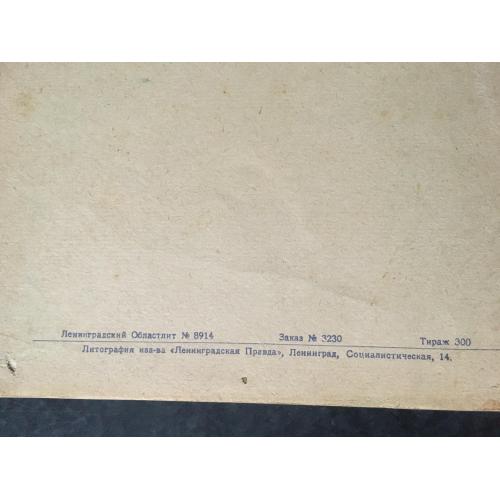 Ленинградский Областлит № 8914 Заказ № 3230 Тираж 300
Литография изд-ва «Ленинградская Правда», Ленинград, Социалистическая, 14.